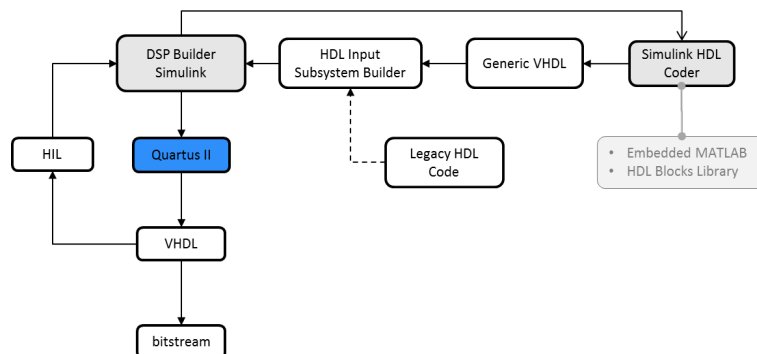 DSP Builder
Simulink
HDL Input
Subsystem Builder
Generic VHDL
Simulink HDL
Coder
HIL
Quartus II
Legacy HDL
Code
• Embedded MATLAB
• HDL Blocks Library
VHDL
bitstream